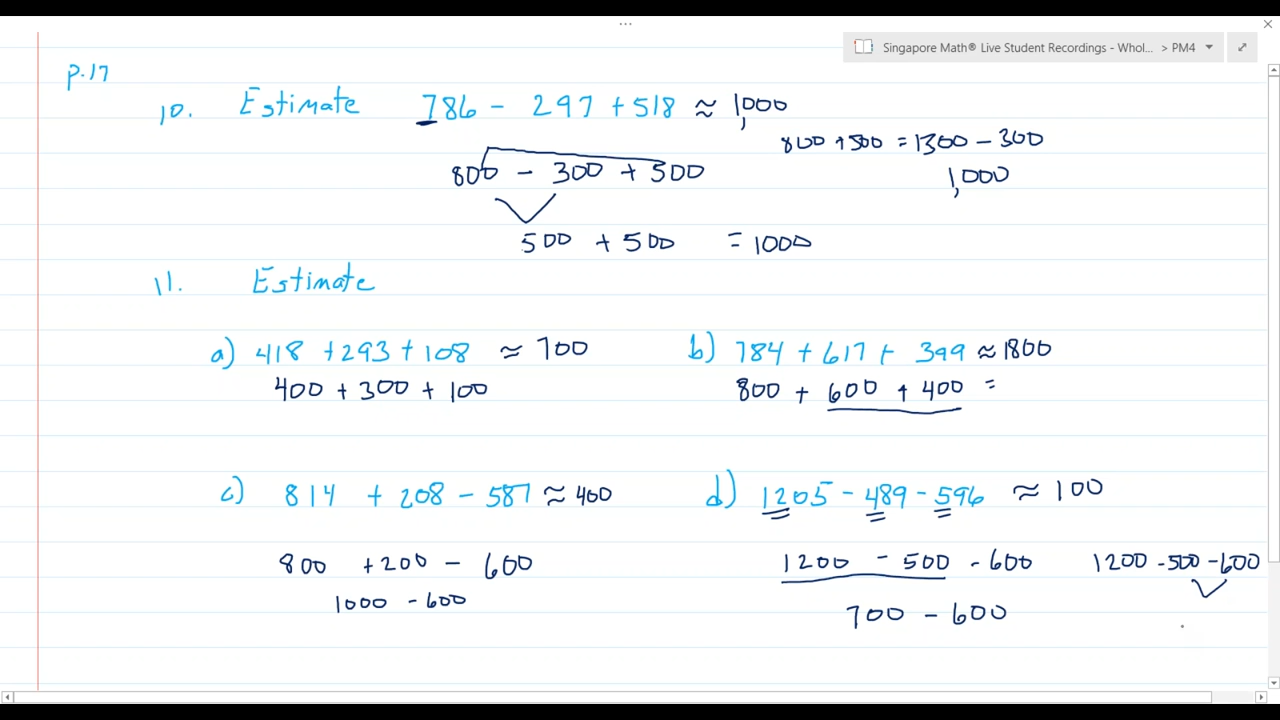 Singapore Math® Live Student Recordings - Whol... > PM4
p.17
10. Estimate 786 - 297 + 518 ≈ 1,000
800 + 500 = 1300 - 300
800 - 300 + 500
1,000
500 + 500 = 1000
11. Estimate
a) 418 + 293 + 108 ≈ 700
b) 784 + 617 + 399 ≈ 1800
400 + 300 + 100
800 + 600 + 400 =
c) 814 + 208 - 587 ≈ 400
d) 1205 - 489 - 596 ≈ 100
800 + 200 - 600
1200 - 500 - 600
1200 - 500 - 600
1000 - 600
700 - 600